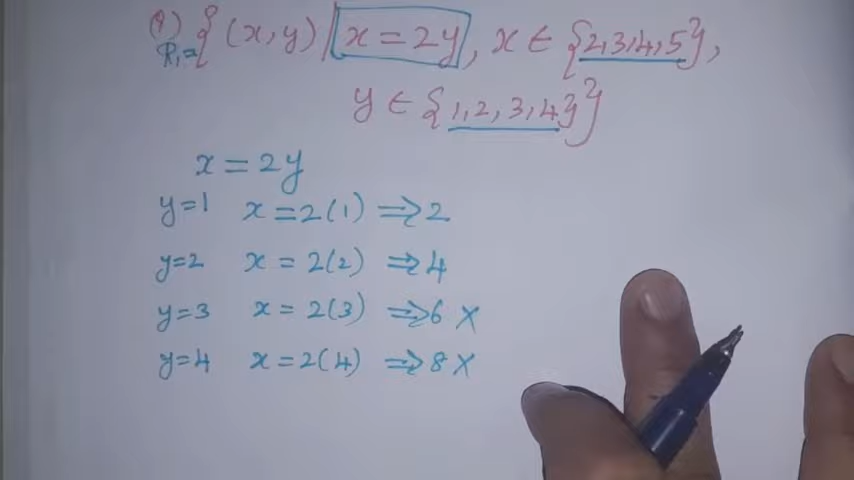 9) { (x, y) / x = 2y, x ∈ {2,3,4,5},
R₁=
y ∈ {1,2,3,4}}
x = 2y
y=1 x = 2(1) ⇒ 2
y=2 x = 2(2) ⇒ 4
y=3 x = 2(3) ⇒ 6 X
y=4 x = 2(4) ⇒ 8 X